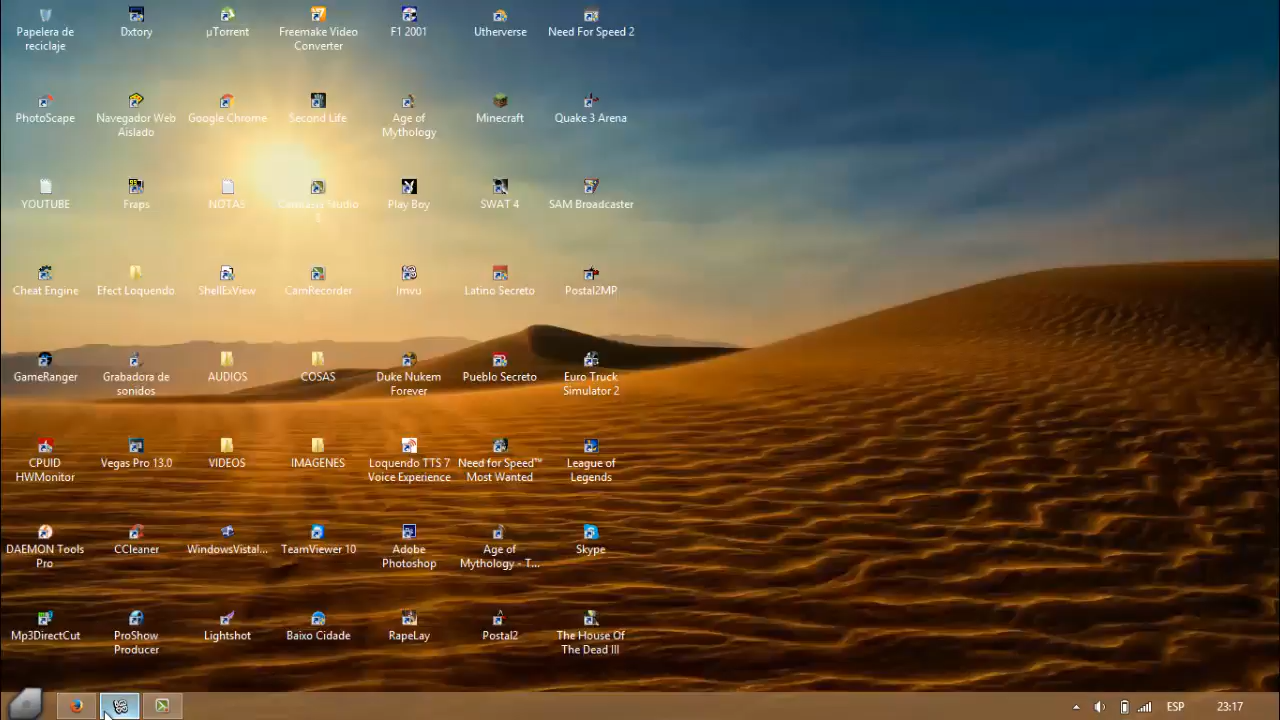 Papelera de
reciclaje
Dxtory
µTorrent
Freemake Video
Converter
F1 2001
Utherverse
Need For Speed 2
PhotoScape
Navegador Web
Aislado
Google Chrome
Second Life
Age of
Mythology
Minecraft
Quake 3 Arena
YOUTUBE
Fraps
NOTAS
Camtasia Studio
8
Play Boy
SWAT 4
SAM Broadcaster
Cheat Engine
Efect Loquendo
ShellExView
CamRecorder
Imvu
Latino Secreto
Postal2MP
GameRanger
Grabadora de
sonidos
AUDIOS
COSAS
Duke Nukem
Forever
Pueblo Secreto
Euro Truck
Simulator 2
CPUID
HWMonitor
Vegas Pro 13.0
VIDEOS
IMAGENES
Loquendo TTS 7
Voice Experience
Need for Speed™
Most Wanted
League of
Legends
DAEMON Tools
Pro
CCleaner
WindowsVistaI...
TeamViewer 10
Adobe
Photoshop
Age of
Mythology - T...
Skype
Mp3DirectCut
ProShow
Producer
Lightshot
Baixo Cidade
RapeLay
Postal2
The House Of
The Dead III
ESP
23:17